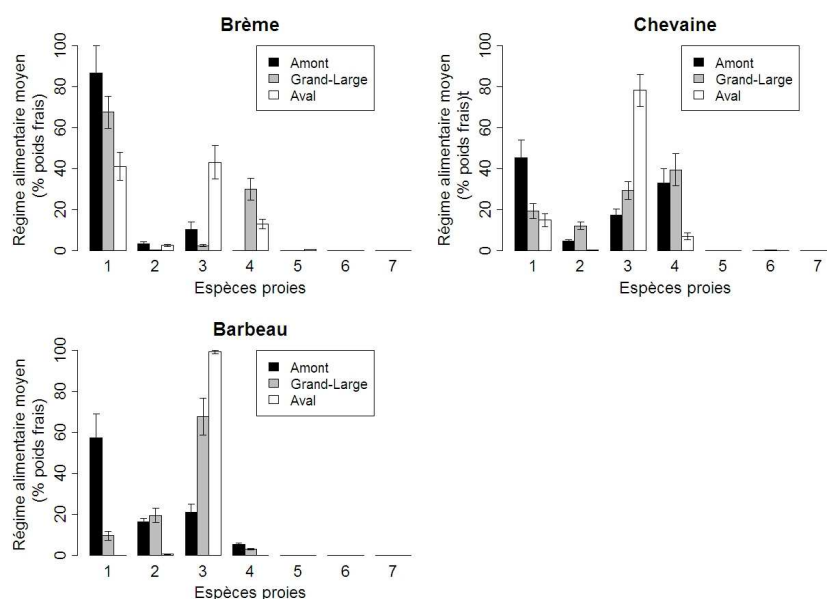 Brème
Régime alimentaire moyen
(% poids frais)
0 20 40 60 80 100
Amont
Grand-Large
Aval
1 2 3 4 5 6 7
Espèces proies
Chevaine
Régime alimentaire moyen
(% poids frais)t
0 20 40 60 80 100
Amont
Grand-Large
Aval
1 2 3 4 5 6 7
Espèces proies
Barbeau
Régime alimentaire moyen
(% poids frais)
0 20 40 60 80 100
Amont
Grand-Large
Aval
1 2 3 4 5 6 7
Espèces proies